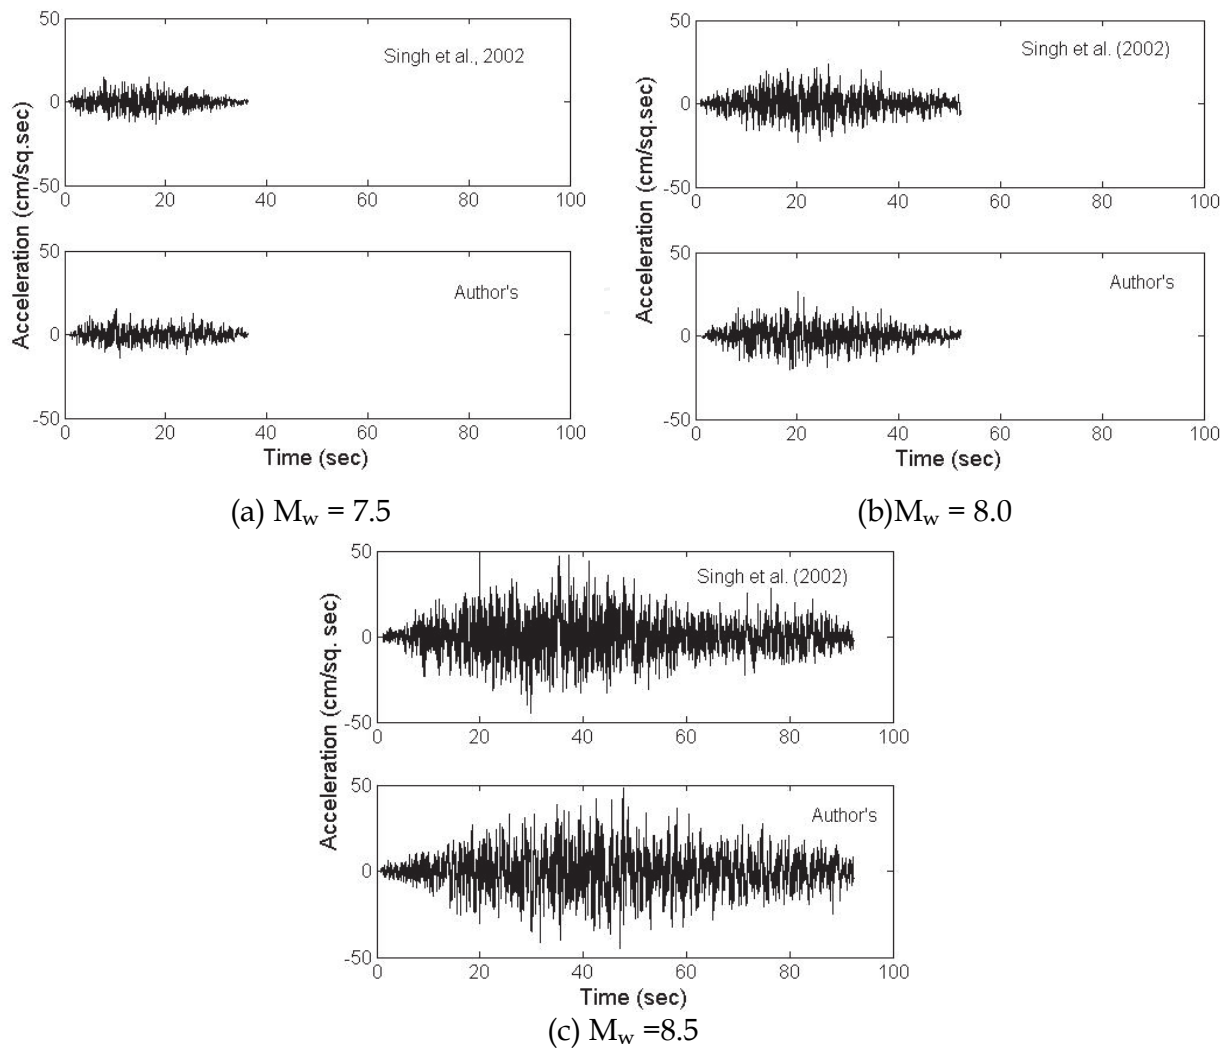 50
Singh et al., 2002
0
-50
0 20 40 60 80 100
50
Author's
0
-50
0 20 40 60 80 100
Acceleration (cm/sq.sec)
Time (sec)
(a) Mw = 7.5
50
Singh et al. (2002)
0
-50
0 20 40 60 80 100
50
Author's
0
-50
0 20 40 60 80 100
Acceleration (cm/sq.sec)
Time (sec)
(b)Mw = 8.0
50
Singh et al. (2002)
0
-50
0 20 40 60 80 100
50
Author's
0
-50
0 20 40 60 80 100
Acceleration (cm/sq. sec)
Time (sec)
(c) Mw =8.5